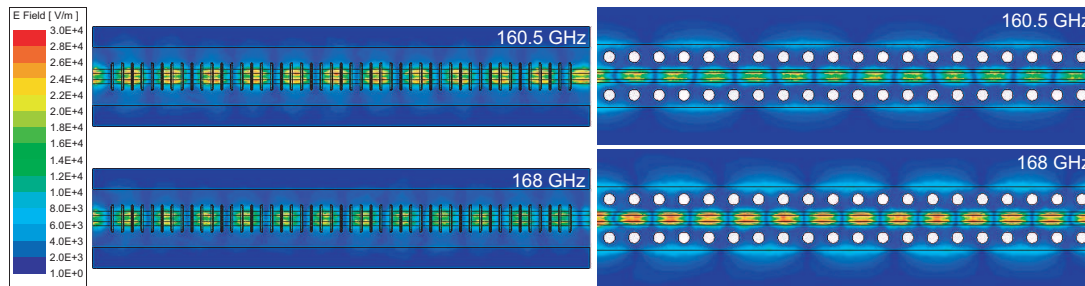 E Field [ V/m ]
3.0E+4
2.8E+4
2.6E+4
2.4E+4
2.2E+4
2.0E+4
1.8E+4
1.6E+4
1.4E+4
1.2E+4
1.0E+4
8.0E+3
6.0E+3
4.0E+3
2.0E+3
1.0E+0
160.5 GHz
160.5 GHz
168 GHz
168 GHz